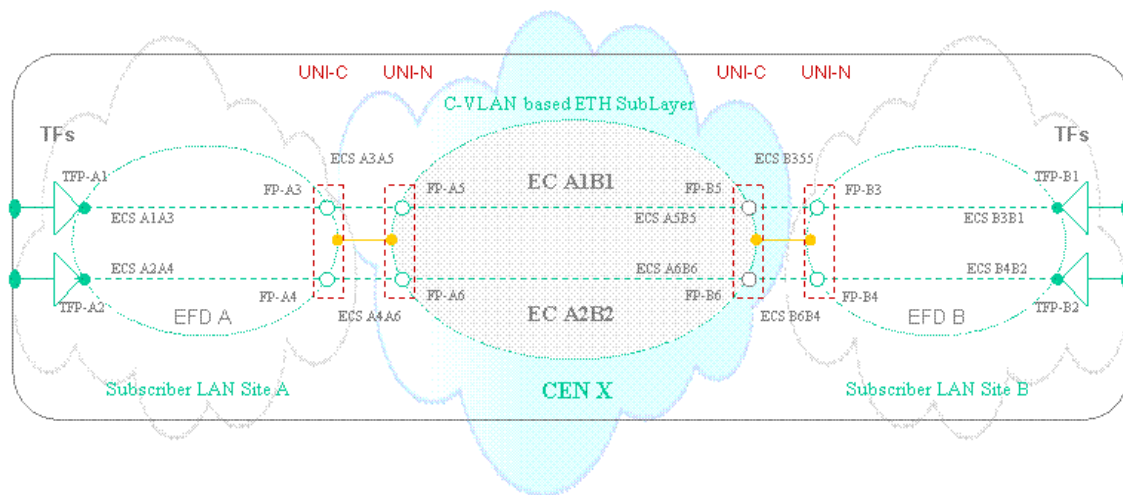 UNI-C UNI-N UNI-C UNI-N
C-VLAN based ETH SubLayer
TFs TFs
ECS A3A5 ECS B355
EFD A EFD B
TFP-A1 FP-A3 FP-A5 EC A1B1 FP-B5 FP-B3 TFP-B1
ECS A1A3 ECS A5B5 ECS B3B1
ECS A2A4 ECS A6B6 ECS B4B2
TFP-A2 FP-A4 FP-A6 EC A2B2 FP-B6 FP-B4 TFP-B2
ECS A4A6 ECS B6B4
Subscriber LAN Site A CEN X Subscriber LAN Site B